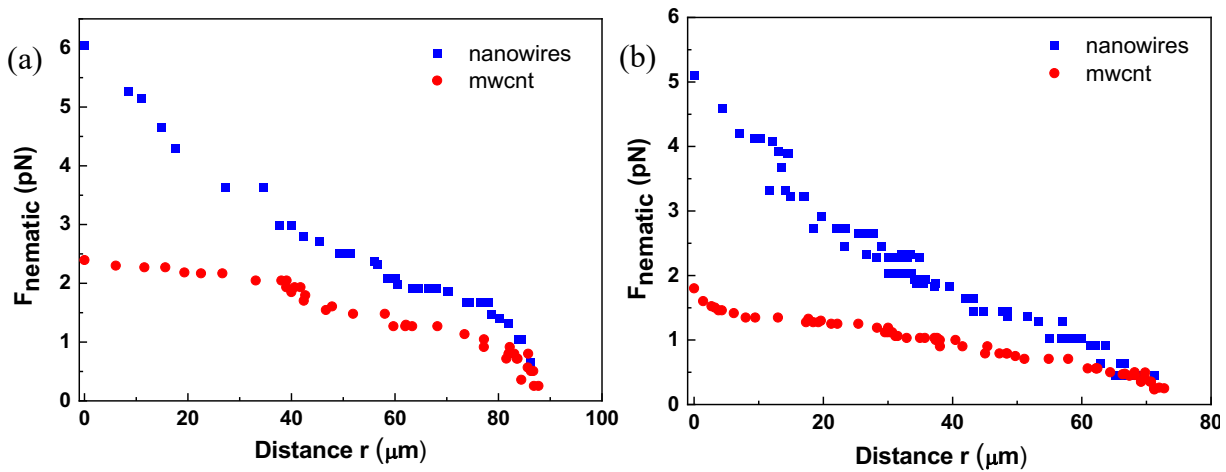 (a)
nanowires
mwcnt
F_nematic (pN)
6
5
4
3
2
1
0
0 20 40 60 80 100
Distance r (μm)
(b)
nanowires
mwcnt
F_nematic (pN)
6
5
4
3
2
1
0
0 20 40 60 80
Distance r (μm)